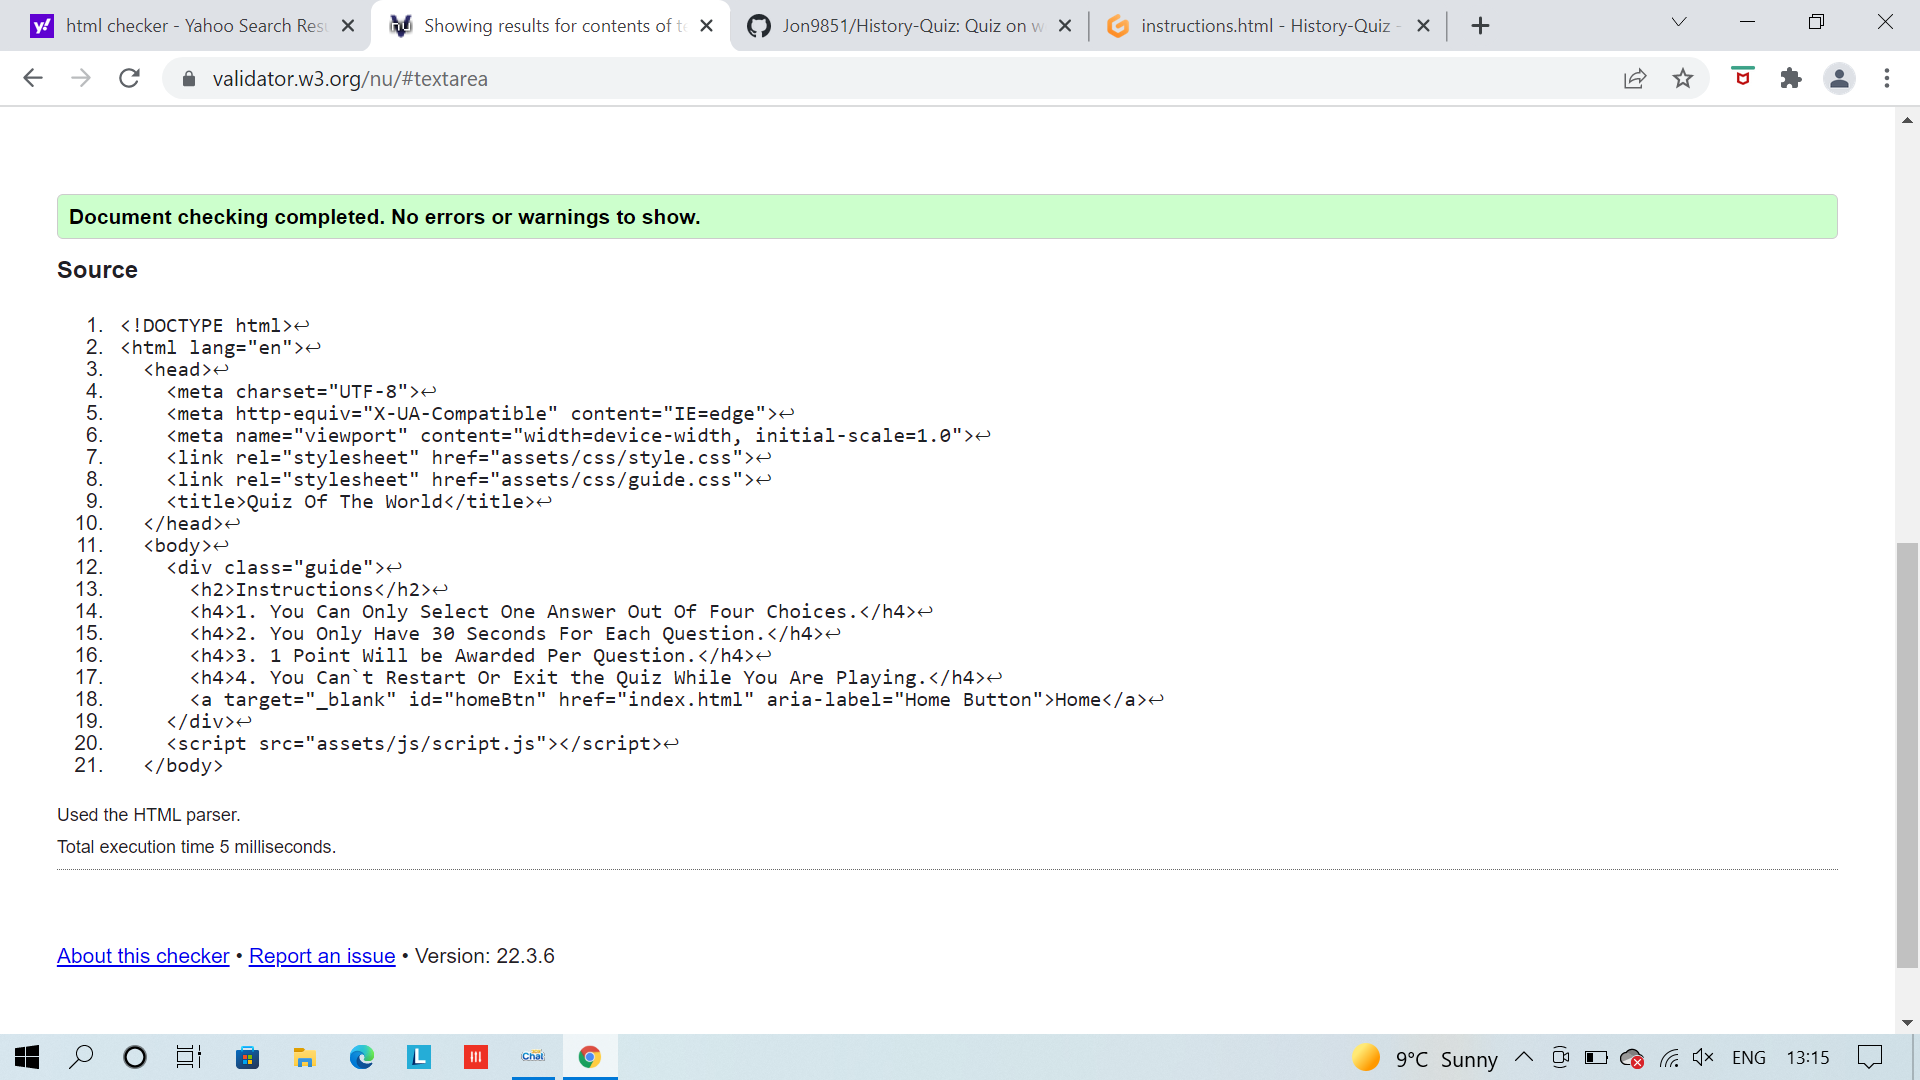 html checker - Yahoo Search Res
Showing results for contents of t
Jon9851/History-Quiz: Quiz on w
instructions.html - History-Quiz -
validator.w3.org/nu/#textarea
Document checking completed. No errors or warnings to show.
Source
1. <!DOCTYPE html>↩
2. <html lang="en">↩
3. <head>↩
4. <meta charset="UTF-8">↩
5. <meta http-equiv="X-UA-Compatible" content="IE=edge">↩
6. <meta name="viewport" content="width=device-width, initial-scale=1.0">↩
7. <link rel="stylesheet" href="assets/css/style.css">↩
8. <link rel="stylesheet" href="assets/css/guide.css">↩
9. <title>Quiz Of The World</title>↩
10. </head>↩
11. <body>↩
12. <div class="guide">↩
13. <h2>Instructions</h2>↩
14. <h4>1. You Can Only Select One Answer Out Of Four Choices.</h4>↩
15. <h4>2. You Only Have 30 Seconds For Each Question.</h4>↩
16. <h4>3. 1 Point Will be Awarded Per Question.</h4>↩
17. <h4>4. You Can`t Restart Or Exit the Quiz While You Are Playing.</h4>↩
18. <a target="_blank" id="homeBtn" href="index.html" aria-label="Home Button">Home</a>↩
19. </div>↩
20. <script src="assets/js/script.js"></script>↩
21. </body>
Used the HTML parser.
Total execution time 5 milliseconds.
About this checker • Report an issue • Version: 22.3.6
L
Chat
9°C Sunny
ENG
13:15